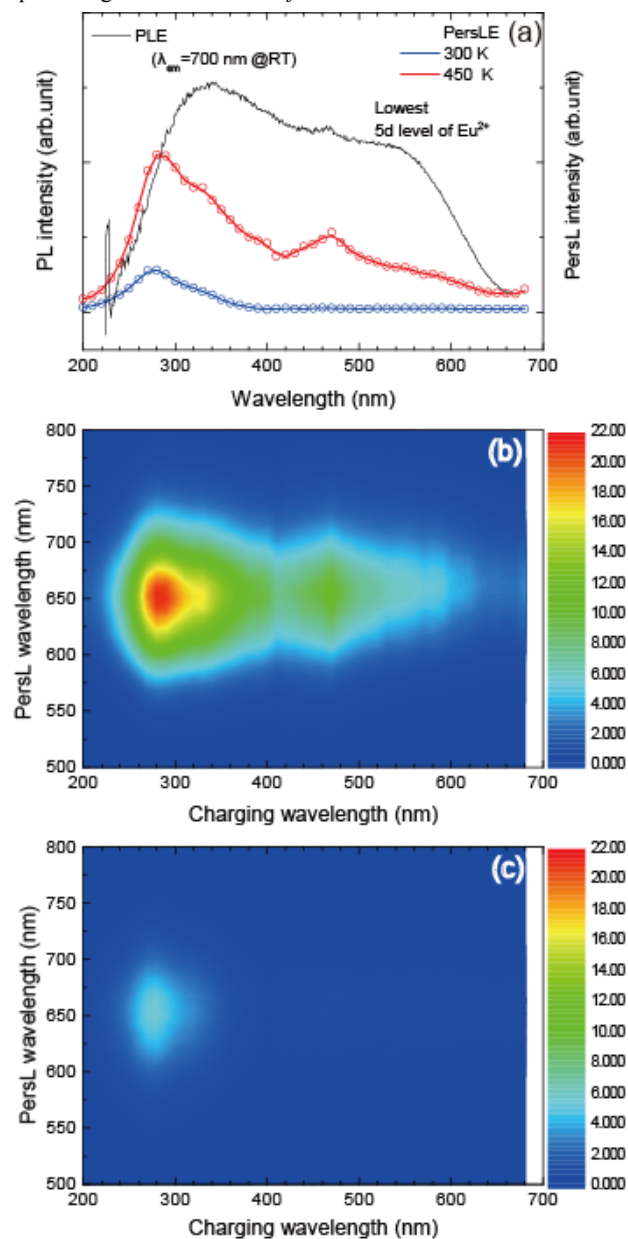 PLE
(λem=700 nm @RT)
PersLE
300 K
450 K
(a)
Lowest
5d level of Eu²⁺
PL intensity (arb.unit)
PersL intensity (arb.unit)
200 300 400 500 600 700
Wavelength (nm)
(b)
800
750
700
650
600
550
500
PersL wavelength (nm)
200 300 400 500 600 700
Charging wavelength (nm)
22.00
20.00
18.00
16.00
14.00
12.00
10.00
8.000
6.000
4.000
2.000
0.000
(c)
800
750
700
650
600
550
500
PersL wavelength (nm)
200 300 400 500 600 700
Charging wavelength (nm)
22.00
20.00
18.00
16.00
14.00
12.00
10.00
8.000
6.000
4.000
2.000
0.000